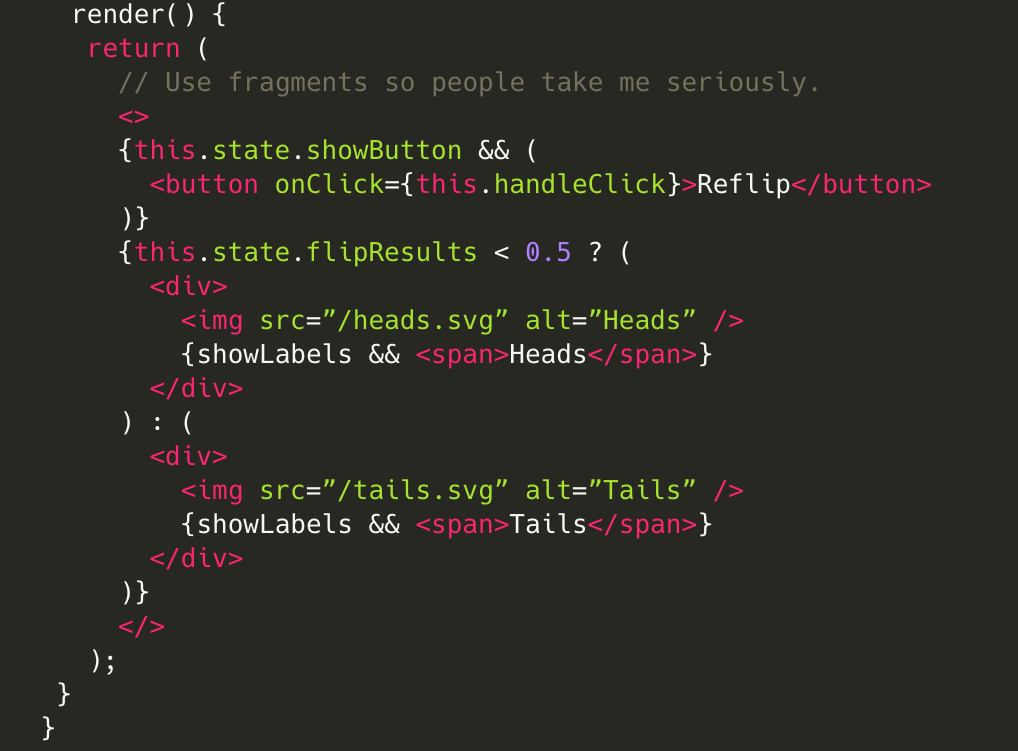 render() {
return (
// Use fragments so people take me seriously.
<>
{this.state.showButton && (
<button onClick={this.handleClick}>Reflip</button>
)}
{this.state.flipResults < 0.5 ? (
<div>
<img src=”/heads.svg” alt=”Heads” />
{showLabels && <span>Heads</span>}
</div>
) : (
<div>
<img src=”/tails.svg” alt=”Tails” />
{showLabels && <span>Tails</span>}
</div>
)}
</>
);
}
}